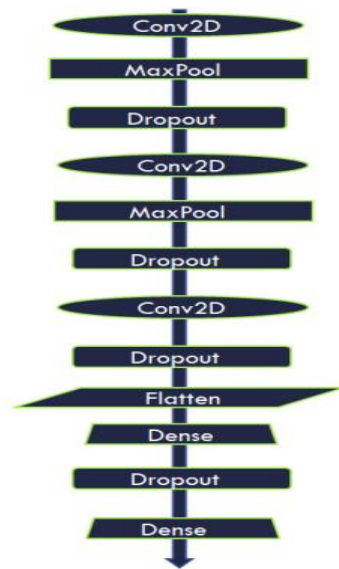 Conv2D
MaxPool
Dropout
Conv2D
MaxPool
Dropout
Conv2D
Dropout
Flatten
Dense
Dropout
Dense